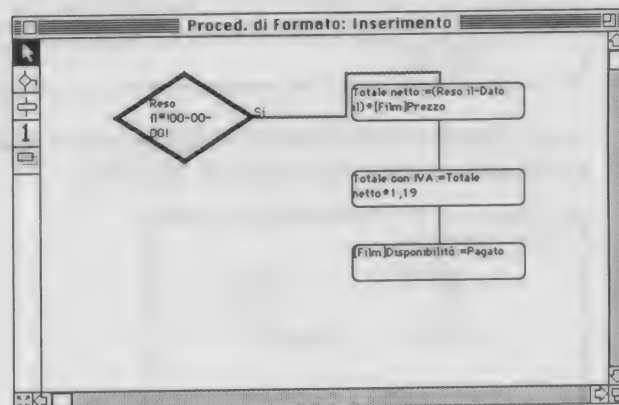 Proced. di Formato: Inserimento
Reso
il#!00-00-
00!
Si
Totale netto :=(Reso il-Dato
il)*[Film]Prezzo
Totale con IVA :=Totale
netto*1,19
[Film]Disponibilità :=Pagato
1